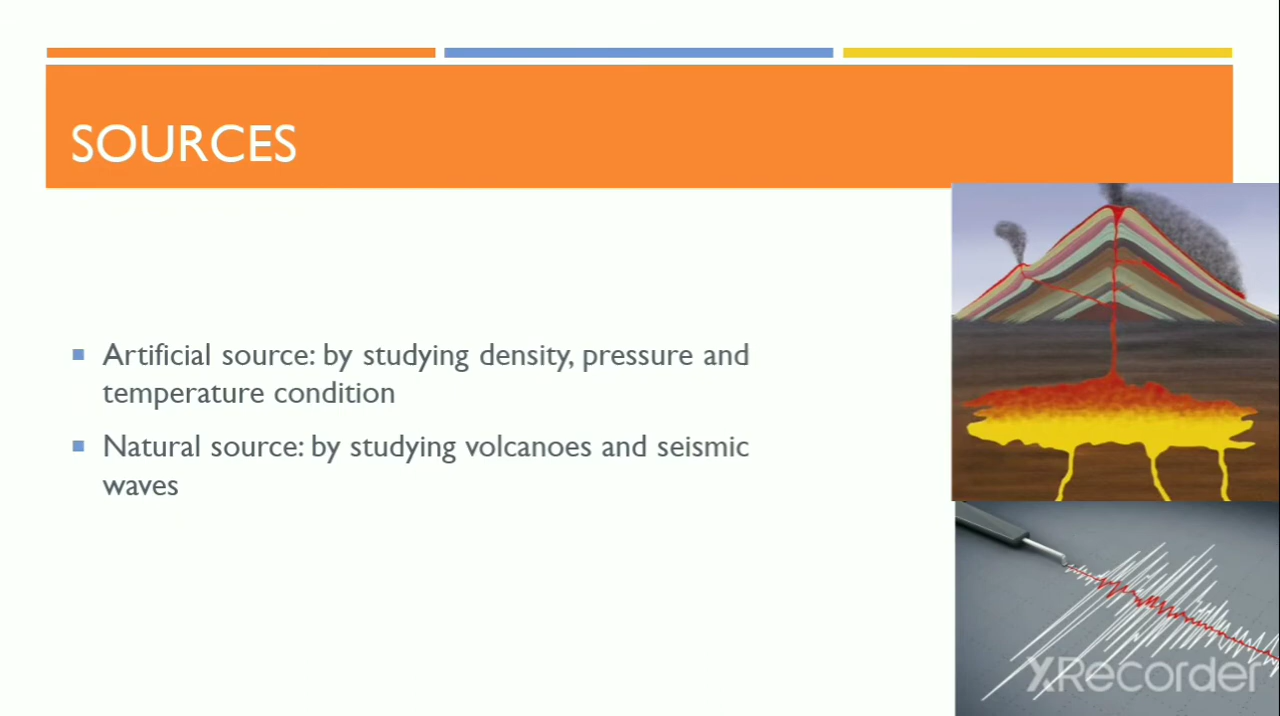 SOURCES
Artificial source: by studying density, pressure and
temperature condition
Natural source: by studying volcanoes and seismic
waves
XRecorder